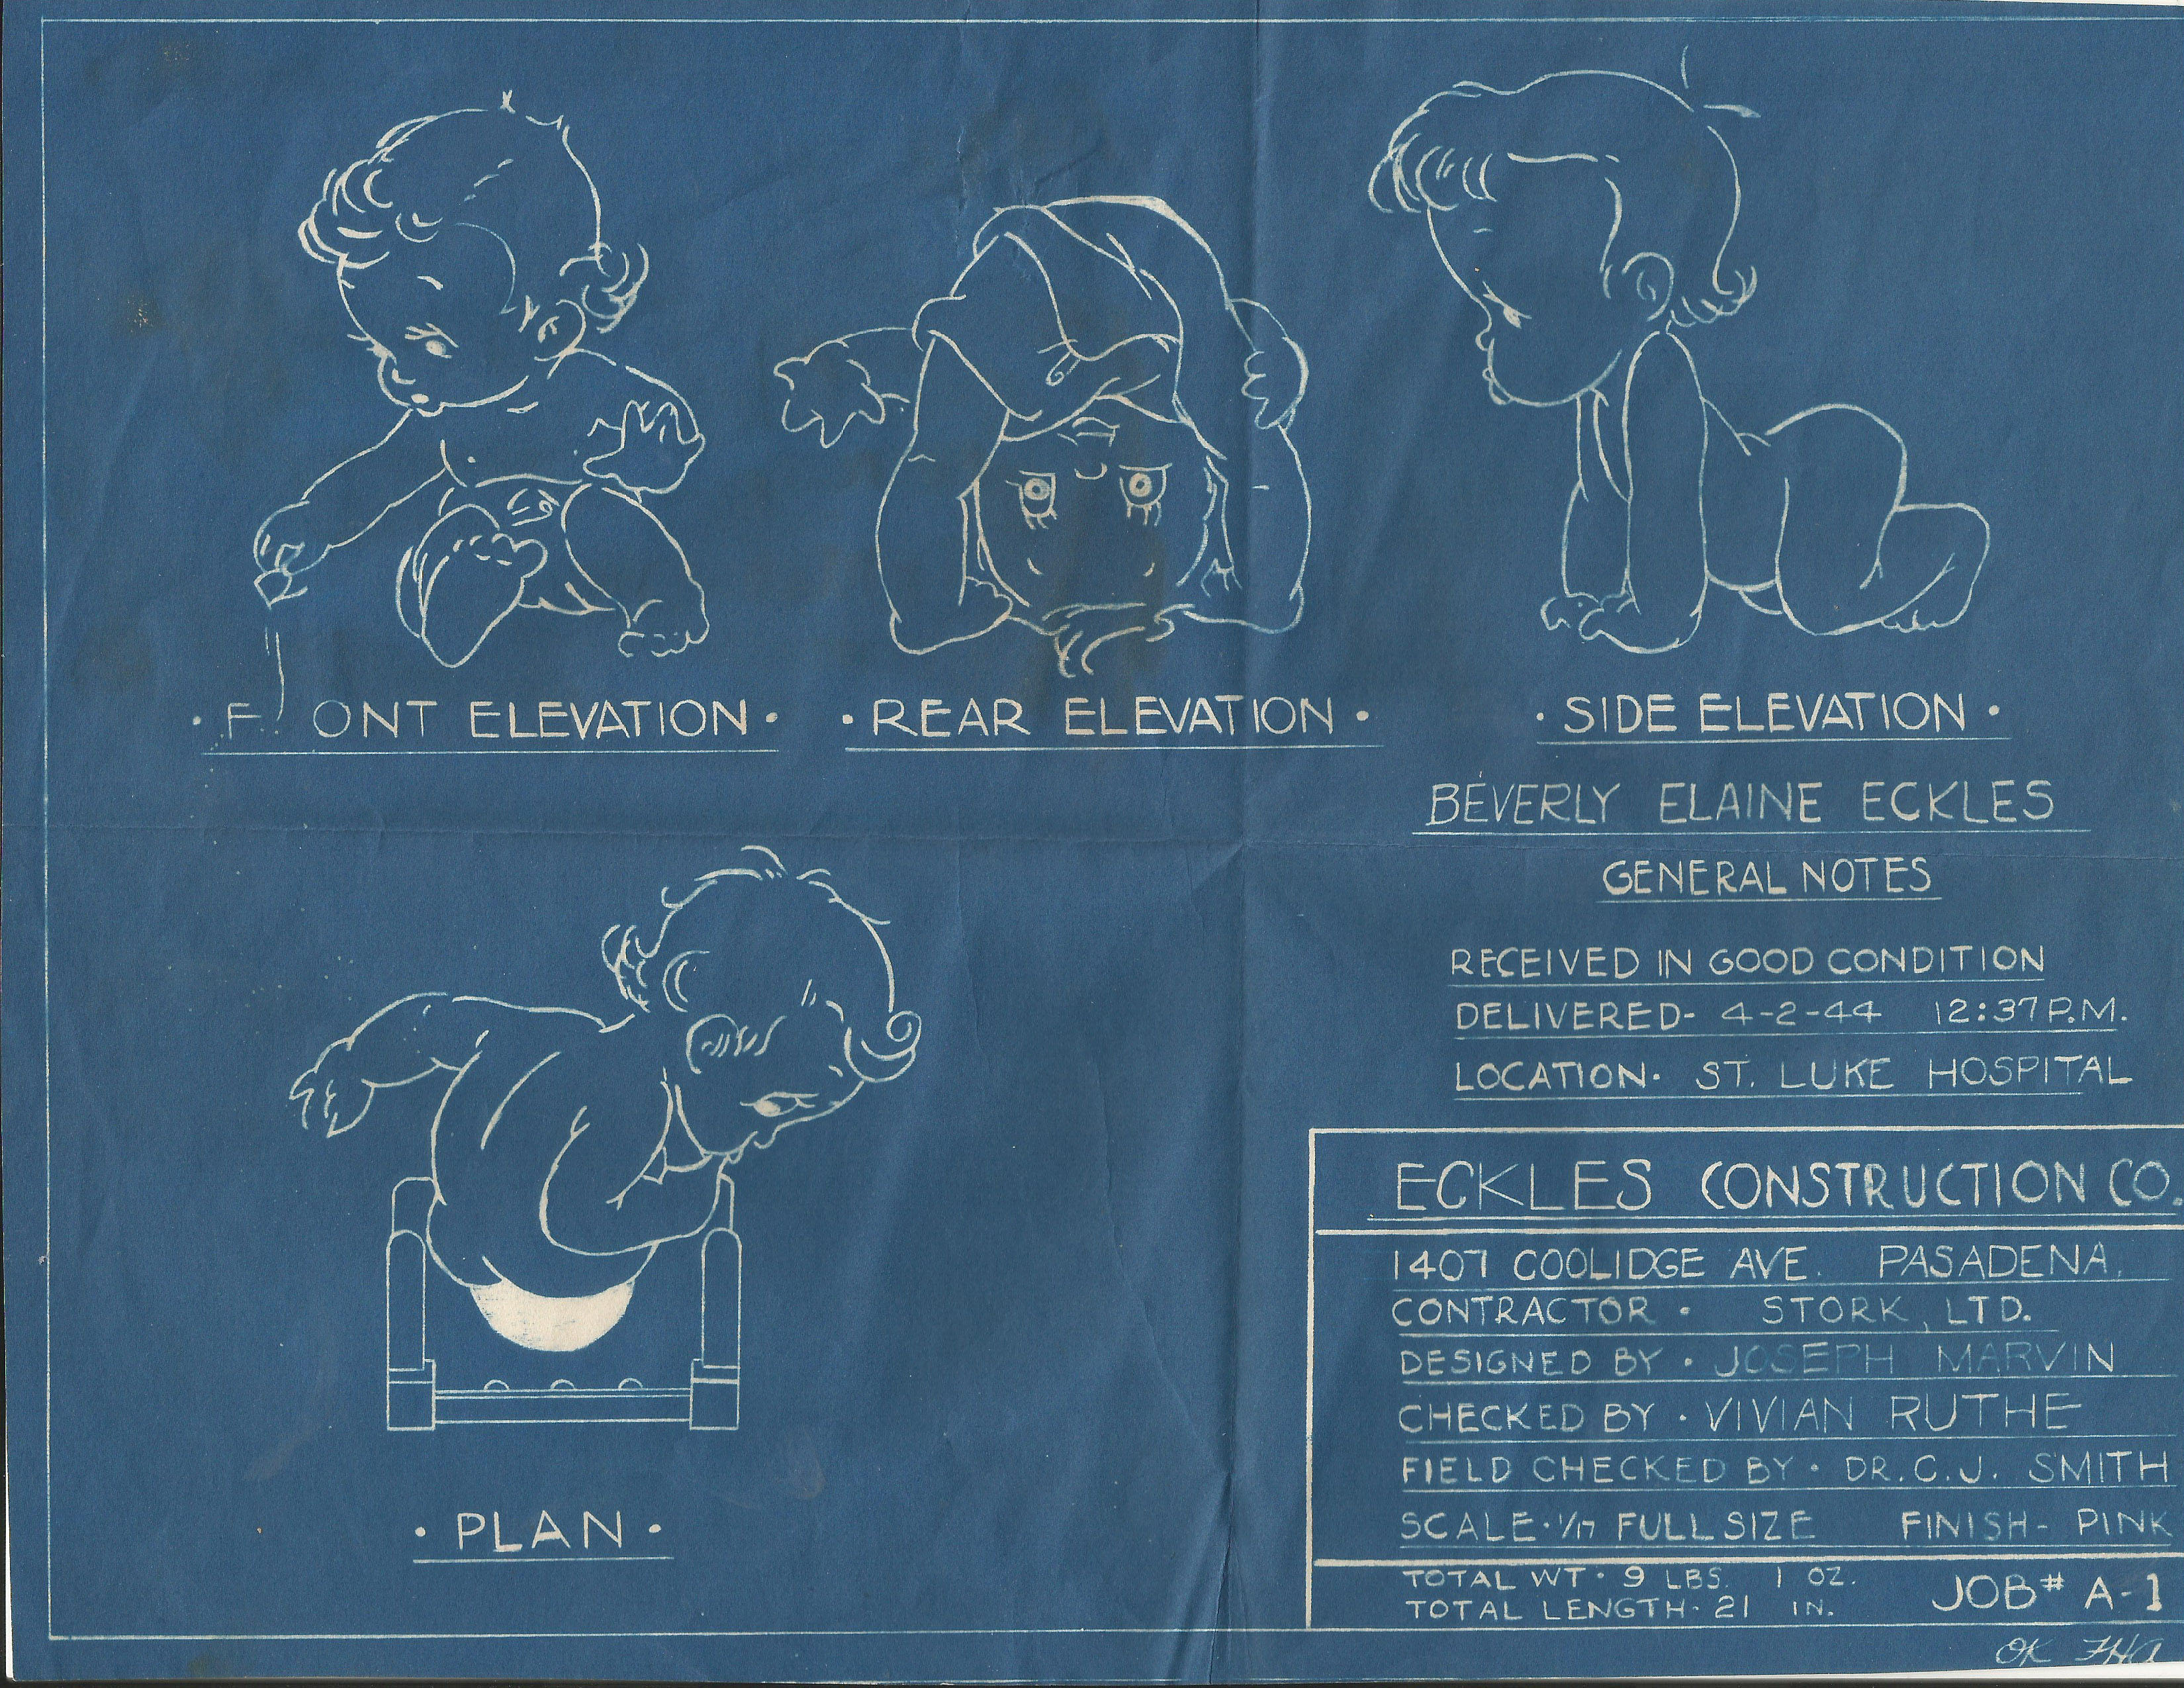 · F ONT ELEVATION ·
· REAR ELEVATION ·
· SIDE ELEVATION ·
BEVERLY ELAINE ECKLES
GENERAL NOTES
RECEIVED IN GOOD CONDITION
DELIVERED- 4-2-44 12:37 P.M.
LOCATION· ST. LUKE HOSPITAL
· PLAN ·
ECKLES CONSTRUCTION CO.
1407 COOLIDGE AVE. PASADENA,
CONTRACTOR · STORK, LTD.
DESIGNED BY · JOSEPH MARVIN
CHECKED BY · VIVIAN RUTHE
FIELD CHECKED BY · DR. C. J. SMITH
SCALE · 1/17 FULL SIZE FINISH- PINK
TOTAL WT · 9 LBS. 1 OZ.
TOTAL LENGTH · 21 IN.
JOB # A-1
OK FHA